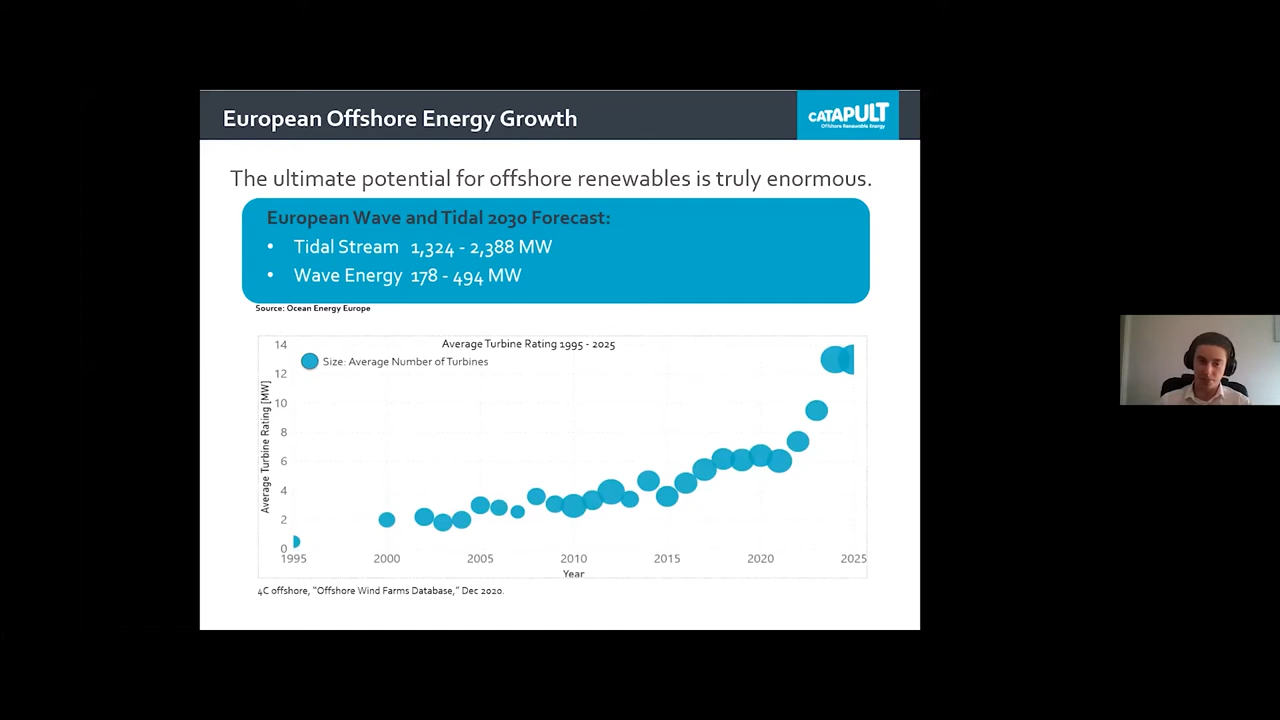 European Offshore Energy Growth
CATAPULT
Offshore Renewable Energy
The ultimate potential for offshore renewables is truly enormous.
European Wave and Tidal 2030 Forecast:
• Tidal Stream 1,324 - 2,388 MW
• Wave Energy 178 - 494 MW
Source: Ocean Energy Europe
Average Turbine Rating 1995 - 2025
Size: Average Number of Turbines
Average Turbine Rating [MW]
14
12
10
8
6
4
2
0
1995 2000 2005 2010 2015 2020 2025
Year
4C offshore, "Offshore Wind Farms Database," Dec 2020.